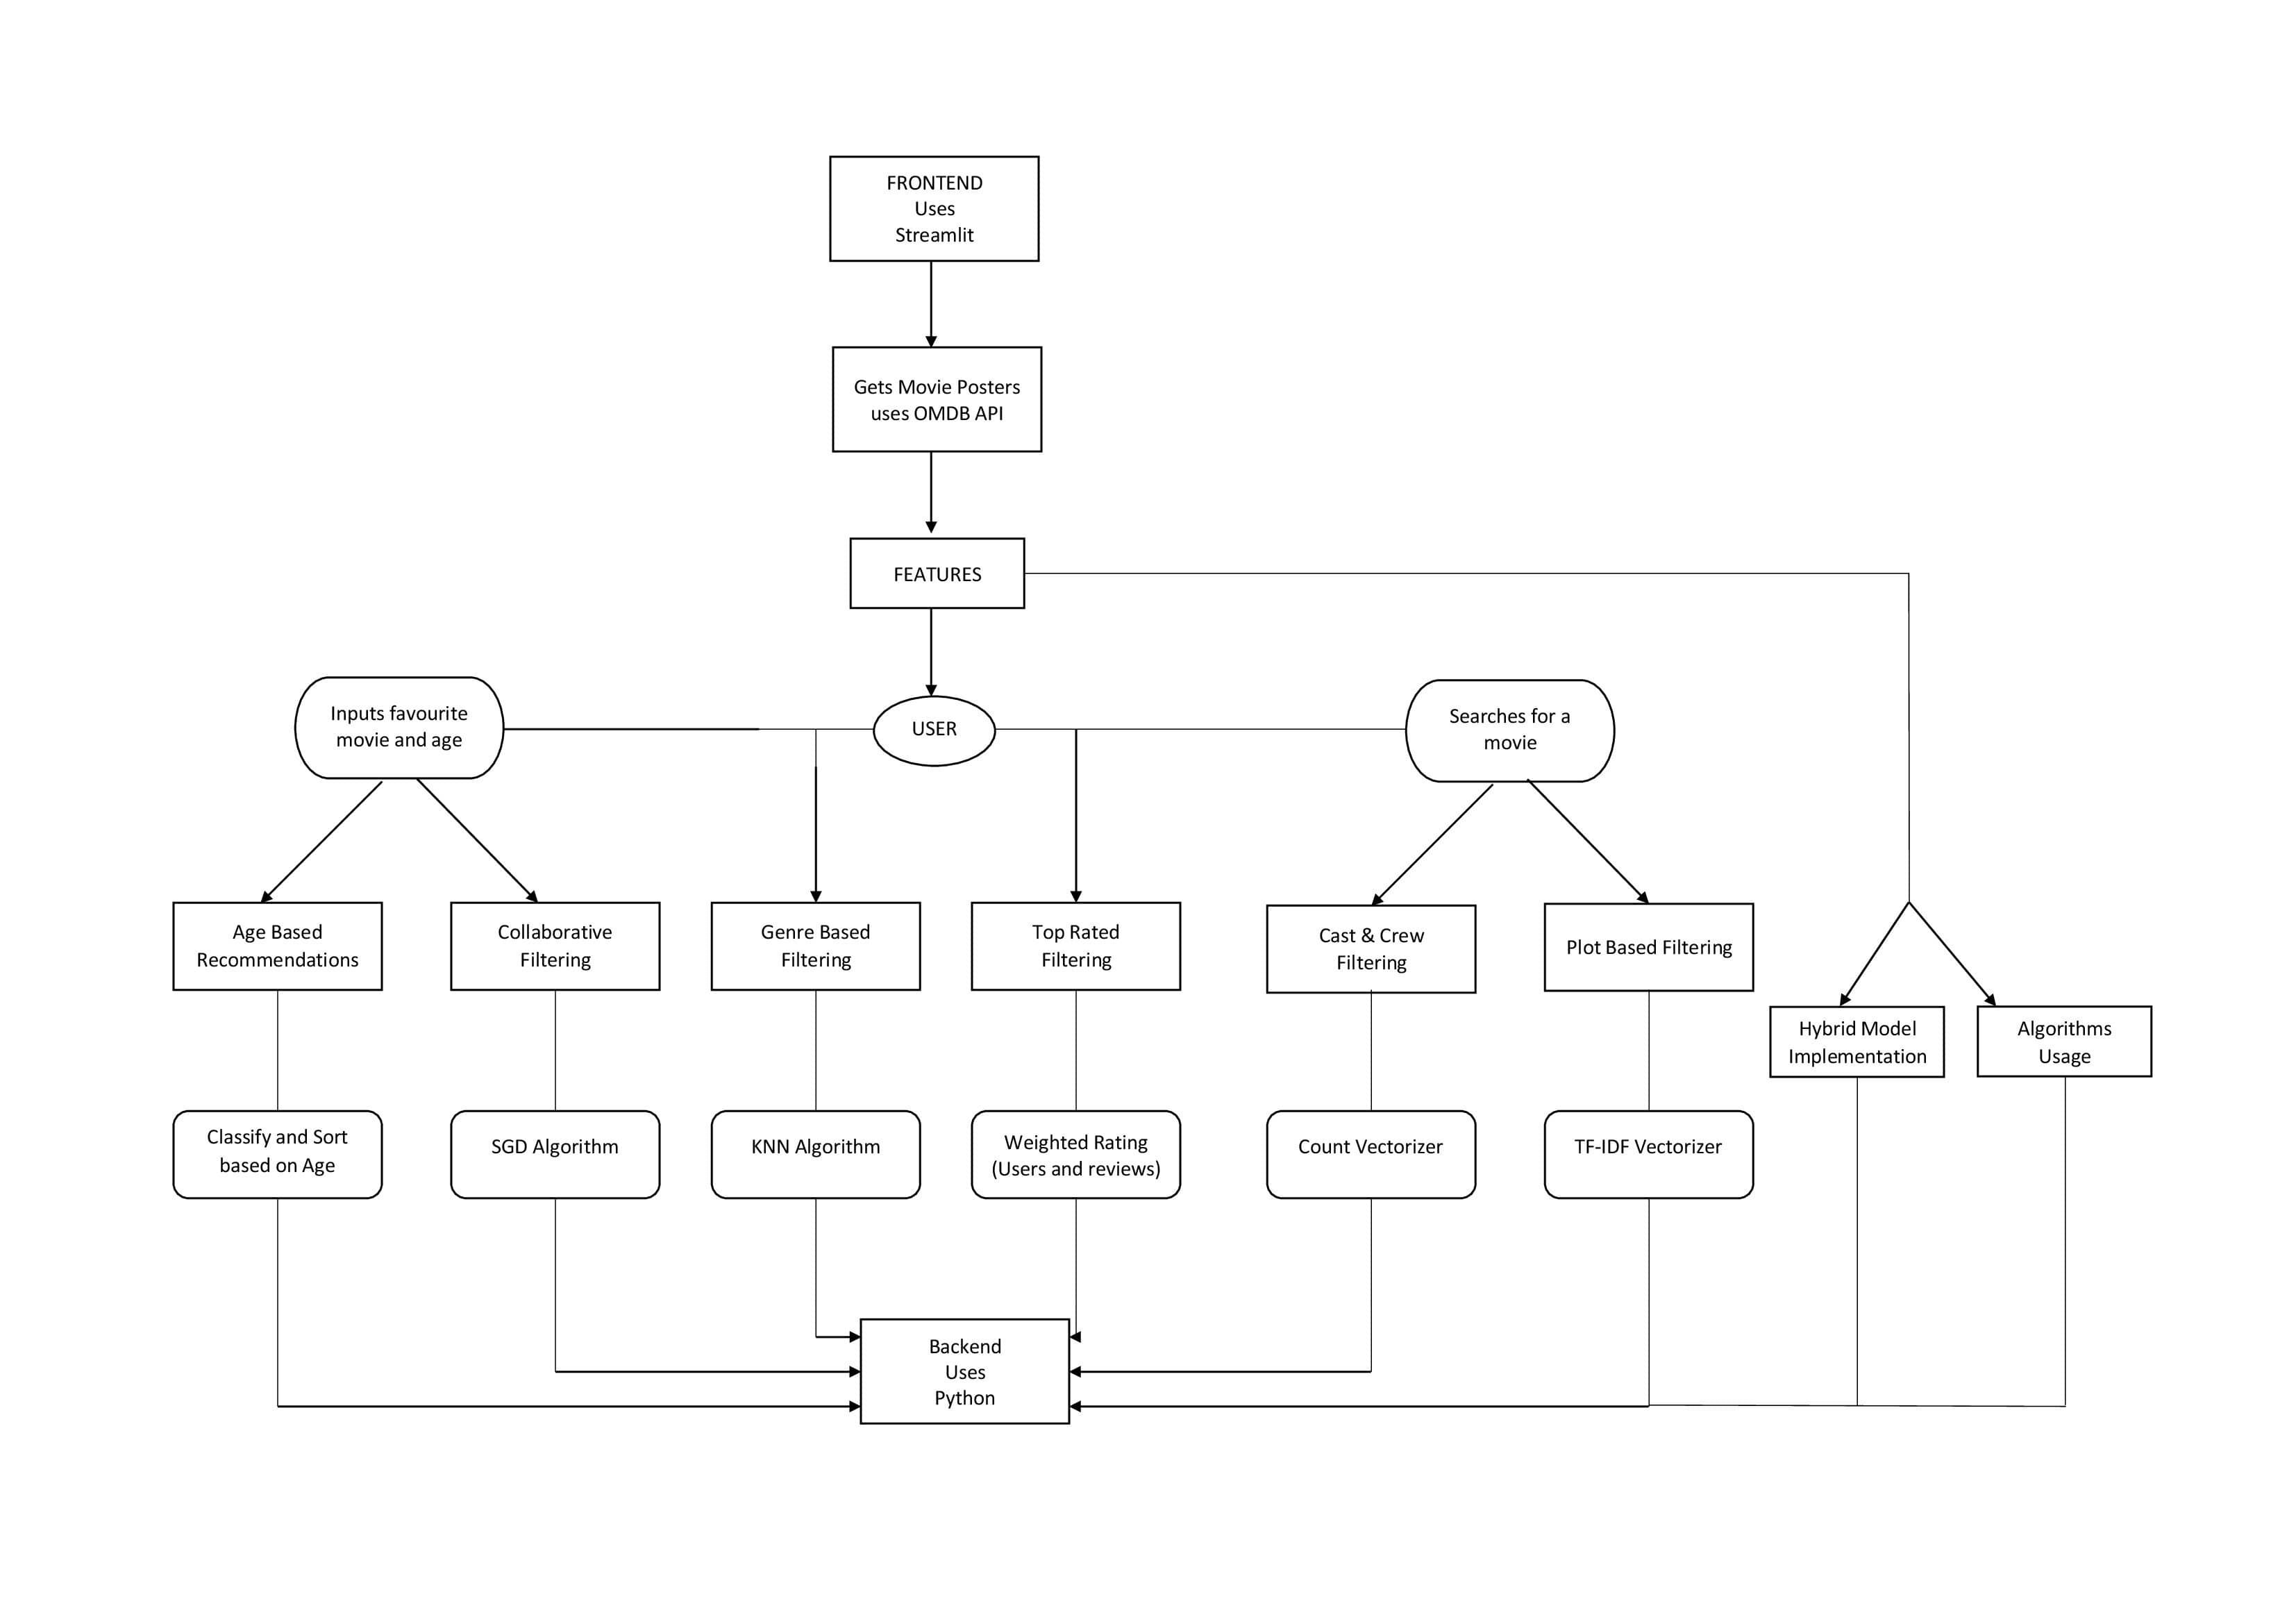 FRONTEND
Uses
Streamlit
Gets Movie Posters
uses OMDB API
FEATURES
Inputs favourite
movie and age
USER
Searches for a
movie
Age Based
Recommendations
Collaborative
Filtering
Genre Based
Filtering
Top Rated
Filtering
Cast & Crew
Filtering
Plot Based Filtering
Hybrid Model
Implementation
Algorithms
Usage
Classify and Sort
based on Age
SGD Algorithm
KNN Algorithm
Weighted Rating
(Users and reviews)
Count Vectorizer
TF-IDF Vectorizer
Backend
Uses
Python